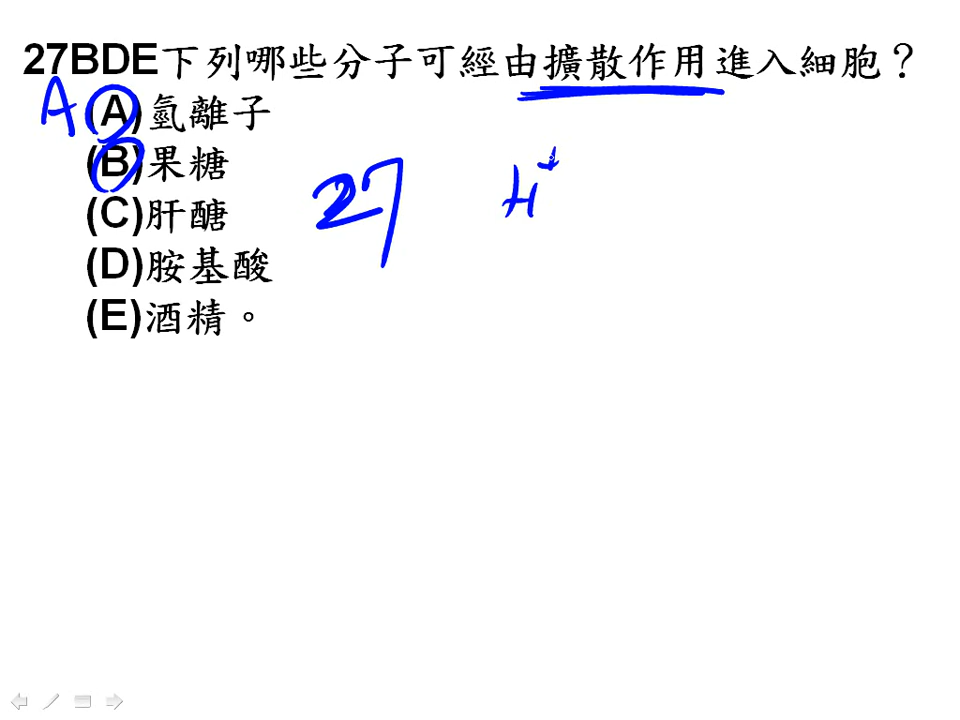 27BDE下列哪些分子可經由擴散作用進入細胞？
A (A)氫離子
(B)果糖
27 H+
(C)肝醣
(D)胺基酸
(E)酒精。